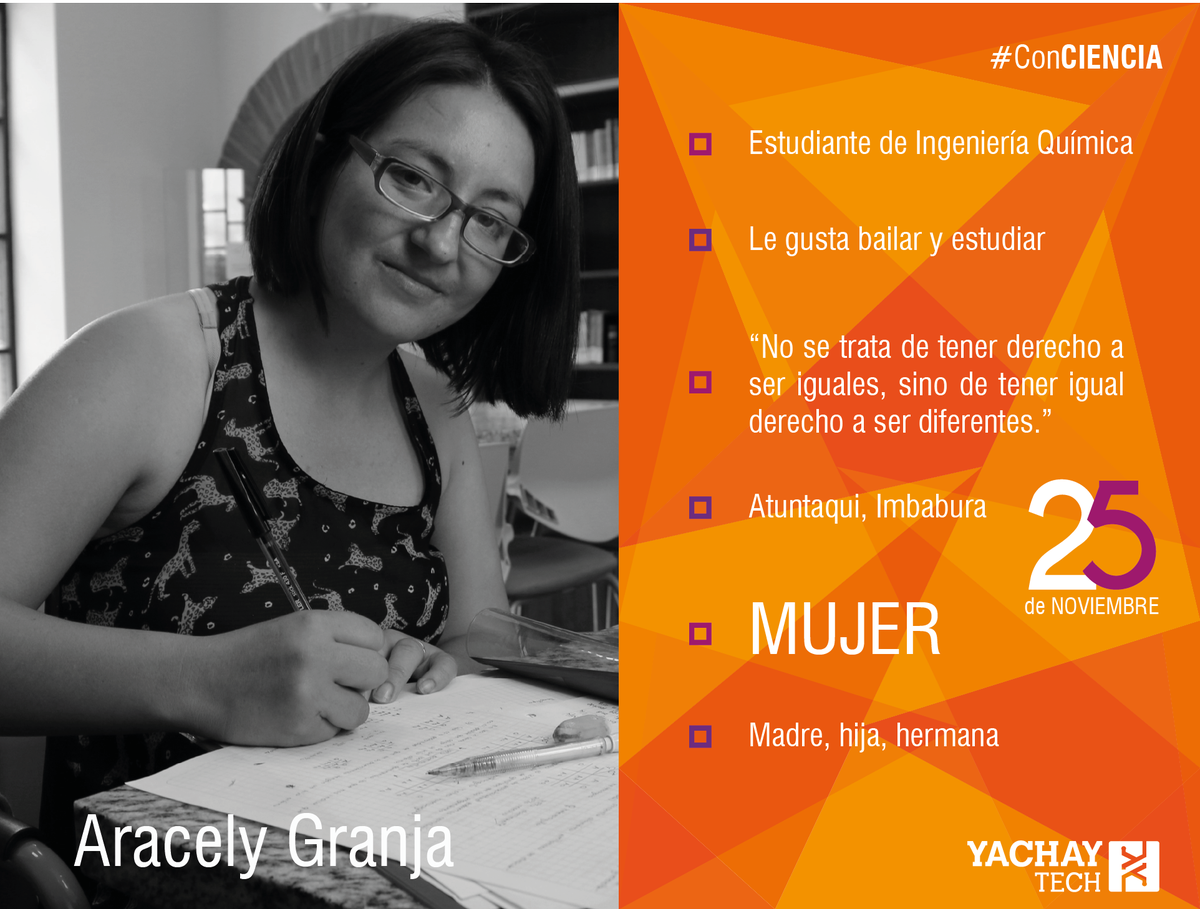 #ConCIENCIA
Estudiante de Ingeniería Química
Le gusta bailar y estudiar
“No se trata de tener derecho a
ser iguales, sino de tener igual
derecho a ser diferentes.”
Atuntaqui, Imbabura
25
de NOVIEMBRE
MUJER
Madre, hija, hermana
Aracely Granja
YACHAY
TECH